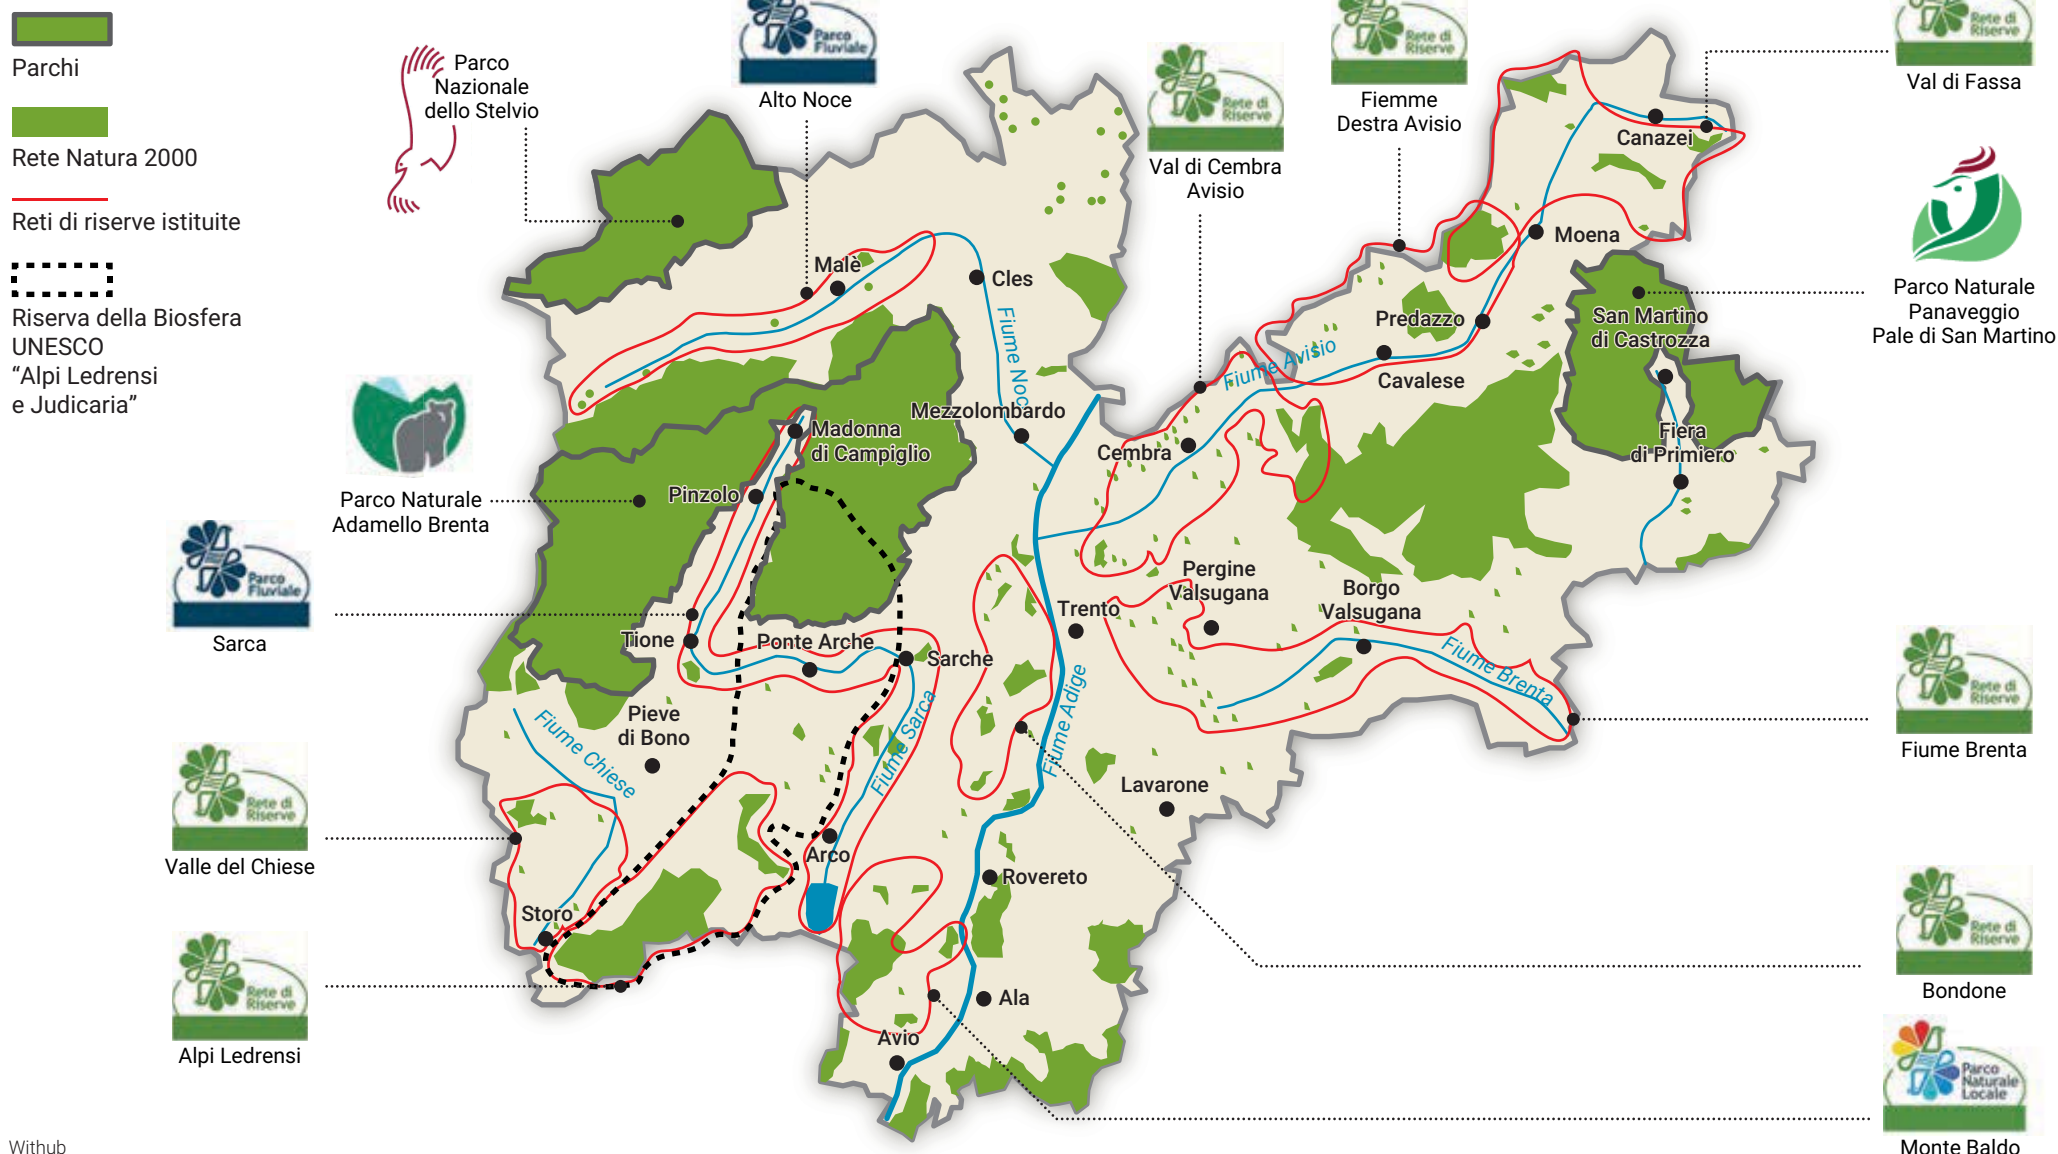 Parchi
Rete Natura 2000
Reti di riserve istituite
Riserva della Biosfera
UNESCO
“Alpi Ledrensi
e Judicaria”
Parco
Nazionale
dello Stelvio
Parco
Fluviale
Alto Noce
Rete di
Riserve
Val di Cembra
Avisio
Rete di
Riserve
Fiemme
Destra Avisio
Rete di
Riserve
Val di Fassa
Parco Naturale
Panaveggio
Pale di San Martino
Parco Naturale
Adamello Brenta
Parco
Fluviale
Sarca
Rete di
Riserve
Valle del Chiese
Rete di
Riserve
Alpi Ledrensi
Rete di
Riserve
Fiume Brenta
Rete di
Riserve
Bondone
Parco
Naturale
Locale
Monte Baldo
Canazei
Moena
Malè
Cles
Fiume Noce
Predazzo
San Martino
di Castrozza
Fiume Avisio
Cavalese
Mezzolombardo
Madonna
di Campiglio
Cembra
Fiera
di Primiero
Pinzolo
Pergine
Valsugana
Borgo
Valsugana
Trento
Tione
Ponte Arche
Sarche
Fiume Brenta
Fiume Adige
Fiume Sarca
Pieve
di Bono
Fiume Chiese
Lavarone
Arco
Rovereto
Storo
Ala
Avio
Withub